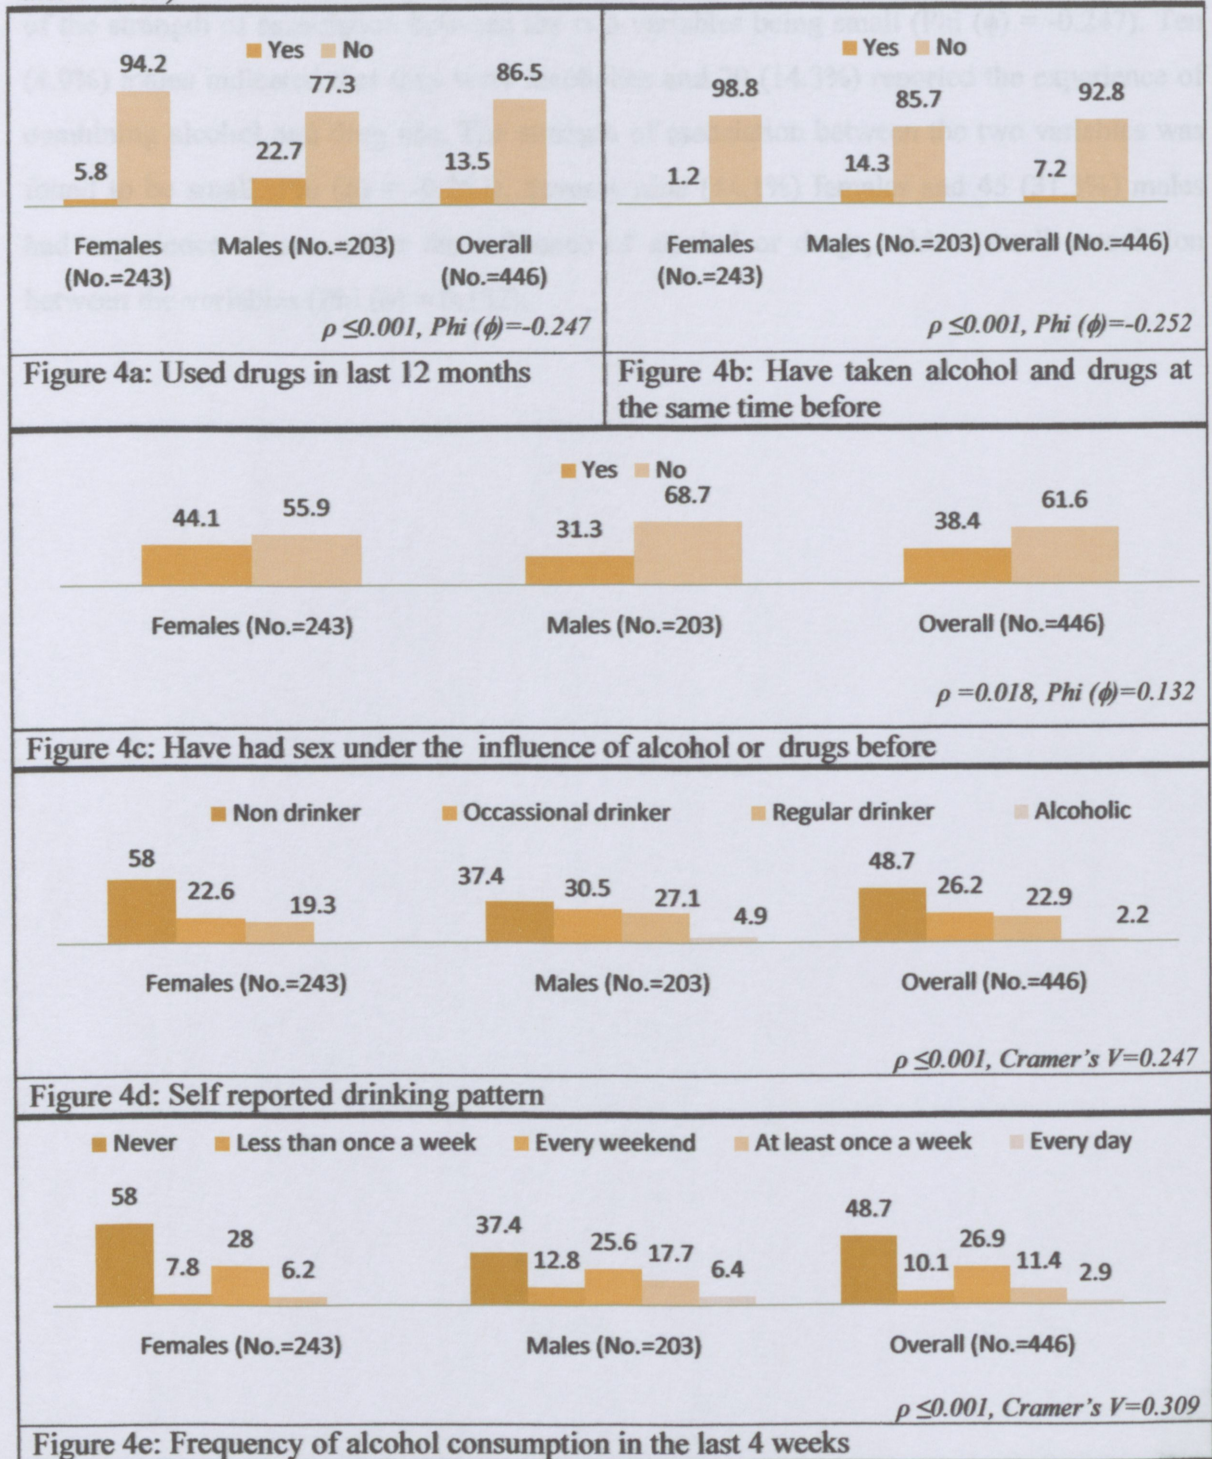 Yes No
94.2
77.3
86.5
5.8
22.7
13.5
Females
(No.=243)
Males (No.=203)
Overall
(No.=446)
ρ ≤0.001, Phi (ϕ)=-0.247
Figure 4a: Used drugs in last 12 months
Yes No
98.8
85.7
92.8
1.2
14.3
7.2
Females
(No.=243)
Males (No.=203) Overall (No.=446)
ρ ≤0.001, Phi (ϕ)=-0.252
Figure 4b: Have taken alcohol and drugs at
the same time before
Yes No
44.1
55.9
31.3
68.7
38.4
61.6
Females (No.=243)
Males (No.=203)
Overall (No.=446)
ρ =0.018, Phi (ϕ)=0.132
Figure 4c: Have had sex under the influence of alcohol or drugs before
Non drinker Occassional drinker Regular drinker Alcoholic
58
22.6
19.3
37.4
30.5
27.1
4.9
48.7
26.2
22.9
2.2
Females (No.=243)
Males (No.=203)
Overall (No.=446)
ρ ≤0.001, Cramer's V=0.247
Figure 4d: Self reported drinking pattern
Never Less than once a week Every weekend At least once a week Every day
58
7.8
28
6.2
37.4
12.8
25.6
17.7
6.4
48.7
10.1
26.9
11.4
2.9
Females (No.=243)
Males (No.=203)
Overall (No.=446)
ρ ≤0.001, Cramer's V=0.309
Figure 4e: Frequency of alcohol consumption in the last 4 weeks